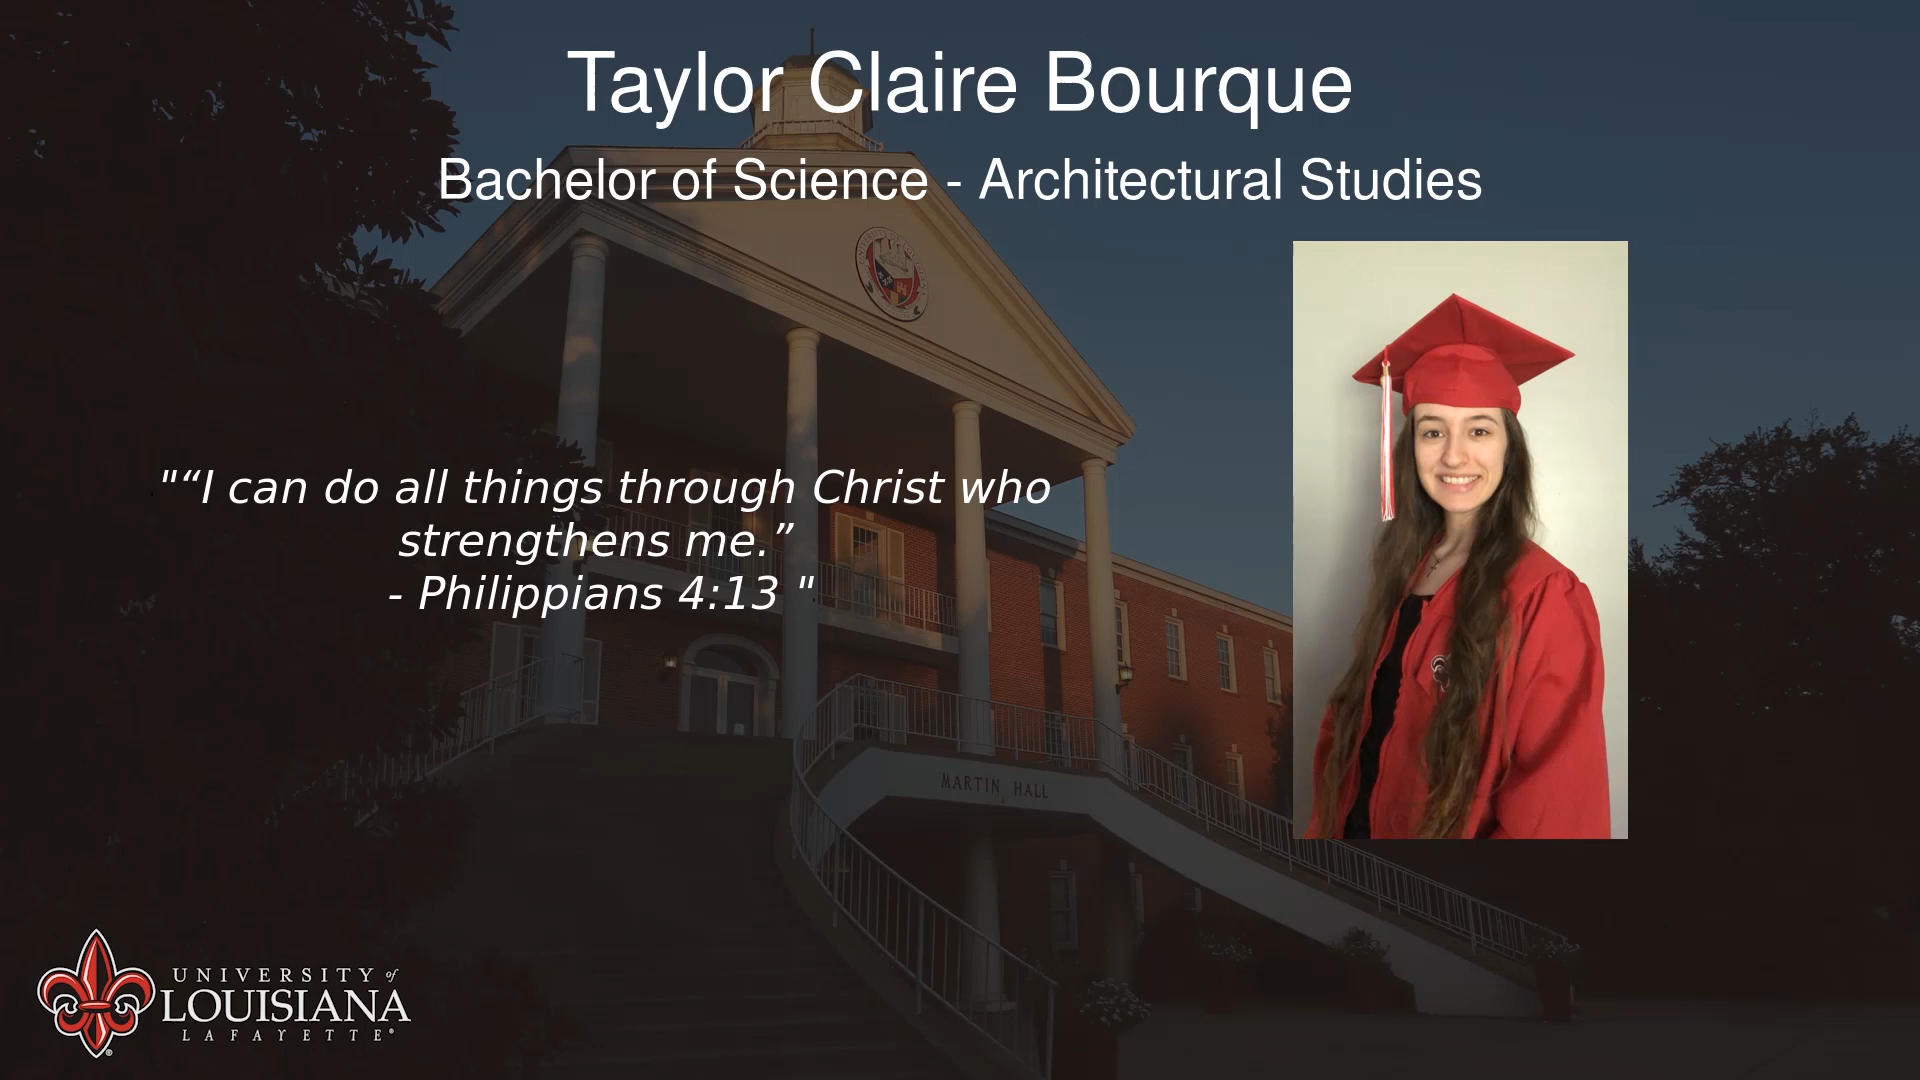 Taylor Claire Bourque
Bachelor of Science - Architectural Studies
"“I can do all things through Christ who
strengthens me.”
- Philippians 4:13 "
MARTIN HALL
UNIVERSITY of
LOUISIANA
LAFAYETTE®